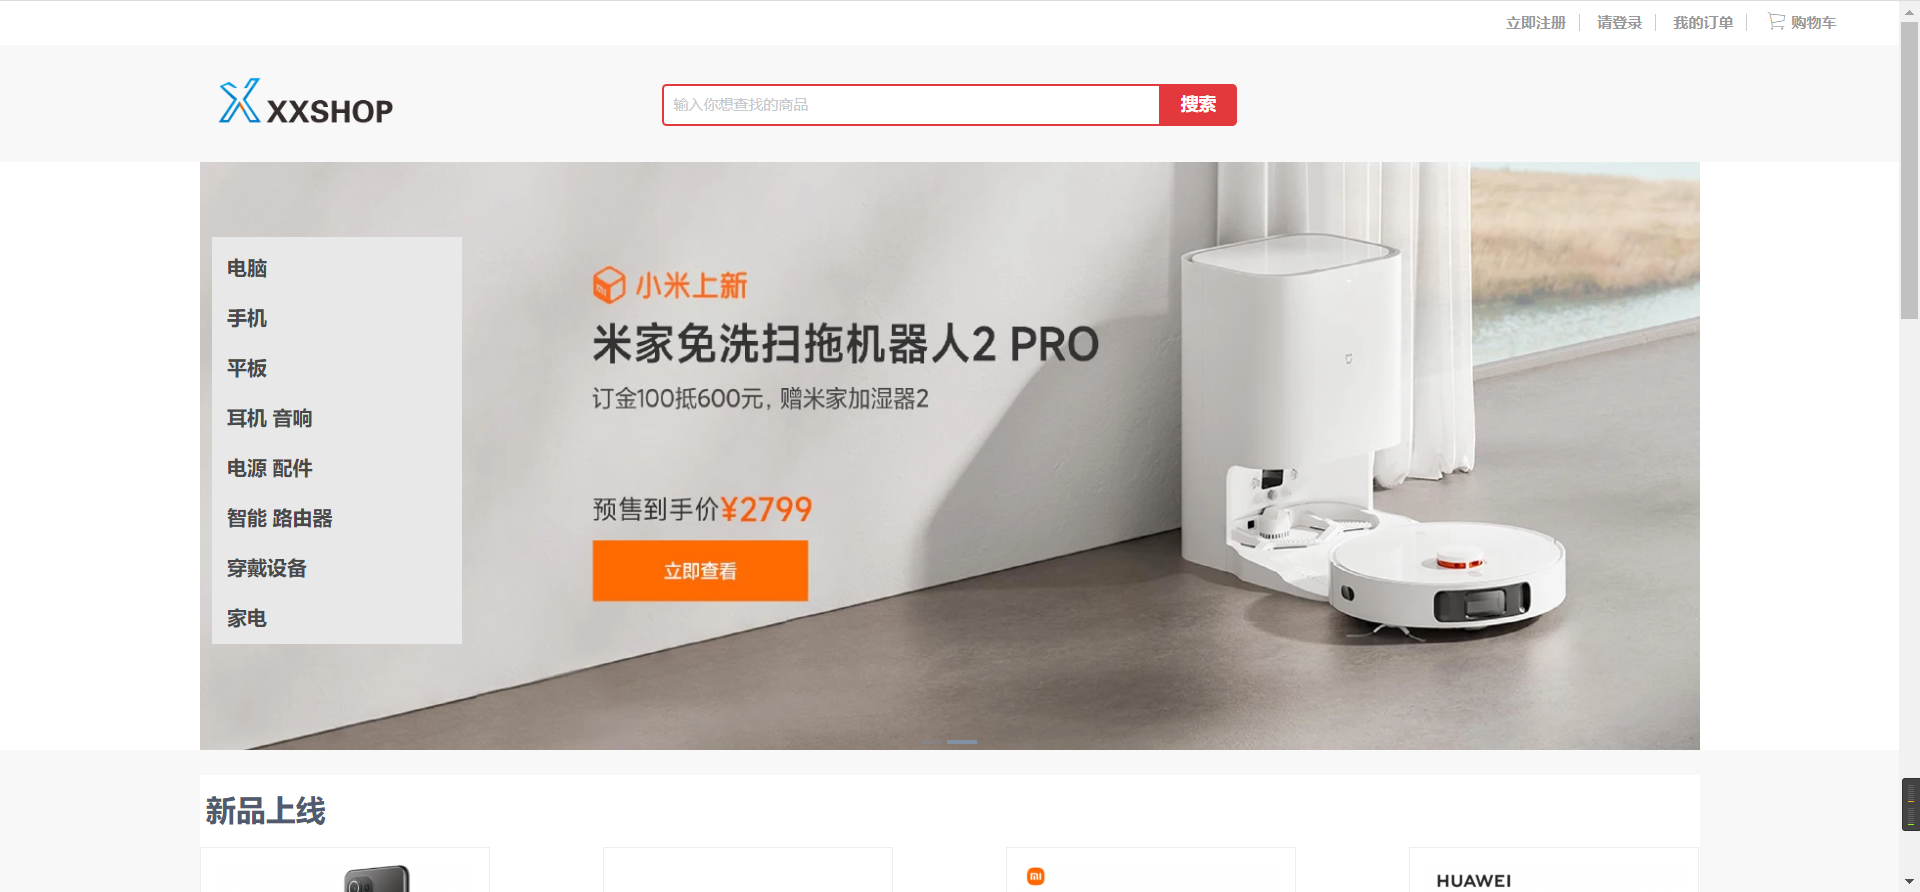 立即注册 请登录 我的订单 购物车
XXSHOP
输入你想查找的商品 搜索
电脑
手机
平板
耳机 音响
电源 配件
智能 路由器
穿戴设备
家电
小米上新
米家免洗扫拖机器人2 PRO
订金100抵600元，赠米家加湿器2
预售到手价¥2799
立即查看
新品上线
mi
HUAWEI